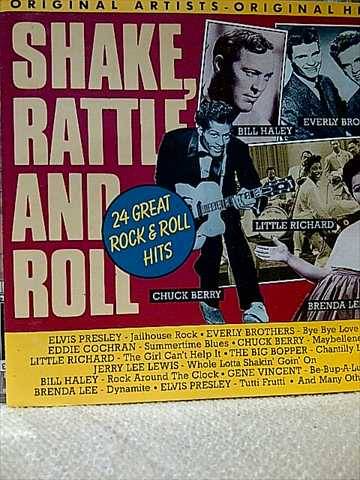 ORIGINAL ARTISTS-ORIGINAL HI
SHAKE,
RATTLE
AND
ROLL
BILL HALEY
EVERLY BRO
24 GREAT
ROCK & ROLL
HITS
LITTLE RICHARD
CHUCK BERRY
BRENDA LE
ELVIS PRESLEY - Jailhouse Rock • EVERLY BROTHERS - Bye Bye Love
EDDIE COCHRAN - Summertime Blues • CHUCK BERRY - Maybellene
LITTLE RICHARD - The Girl Can't Help It • THE BIG BOPPER - Chantilly L
JERRY LEE LEWIS - Whole Lotta Shakin' Goin' On
BILL HALEY - Rock Around The Clock • GENE VINCENT - Be-Bup-A-Lu
BRENDA LEE - Dynamite • ELVIS PRESLEY - Tutti Frutti • And Many Oth